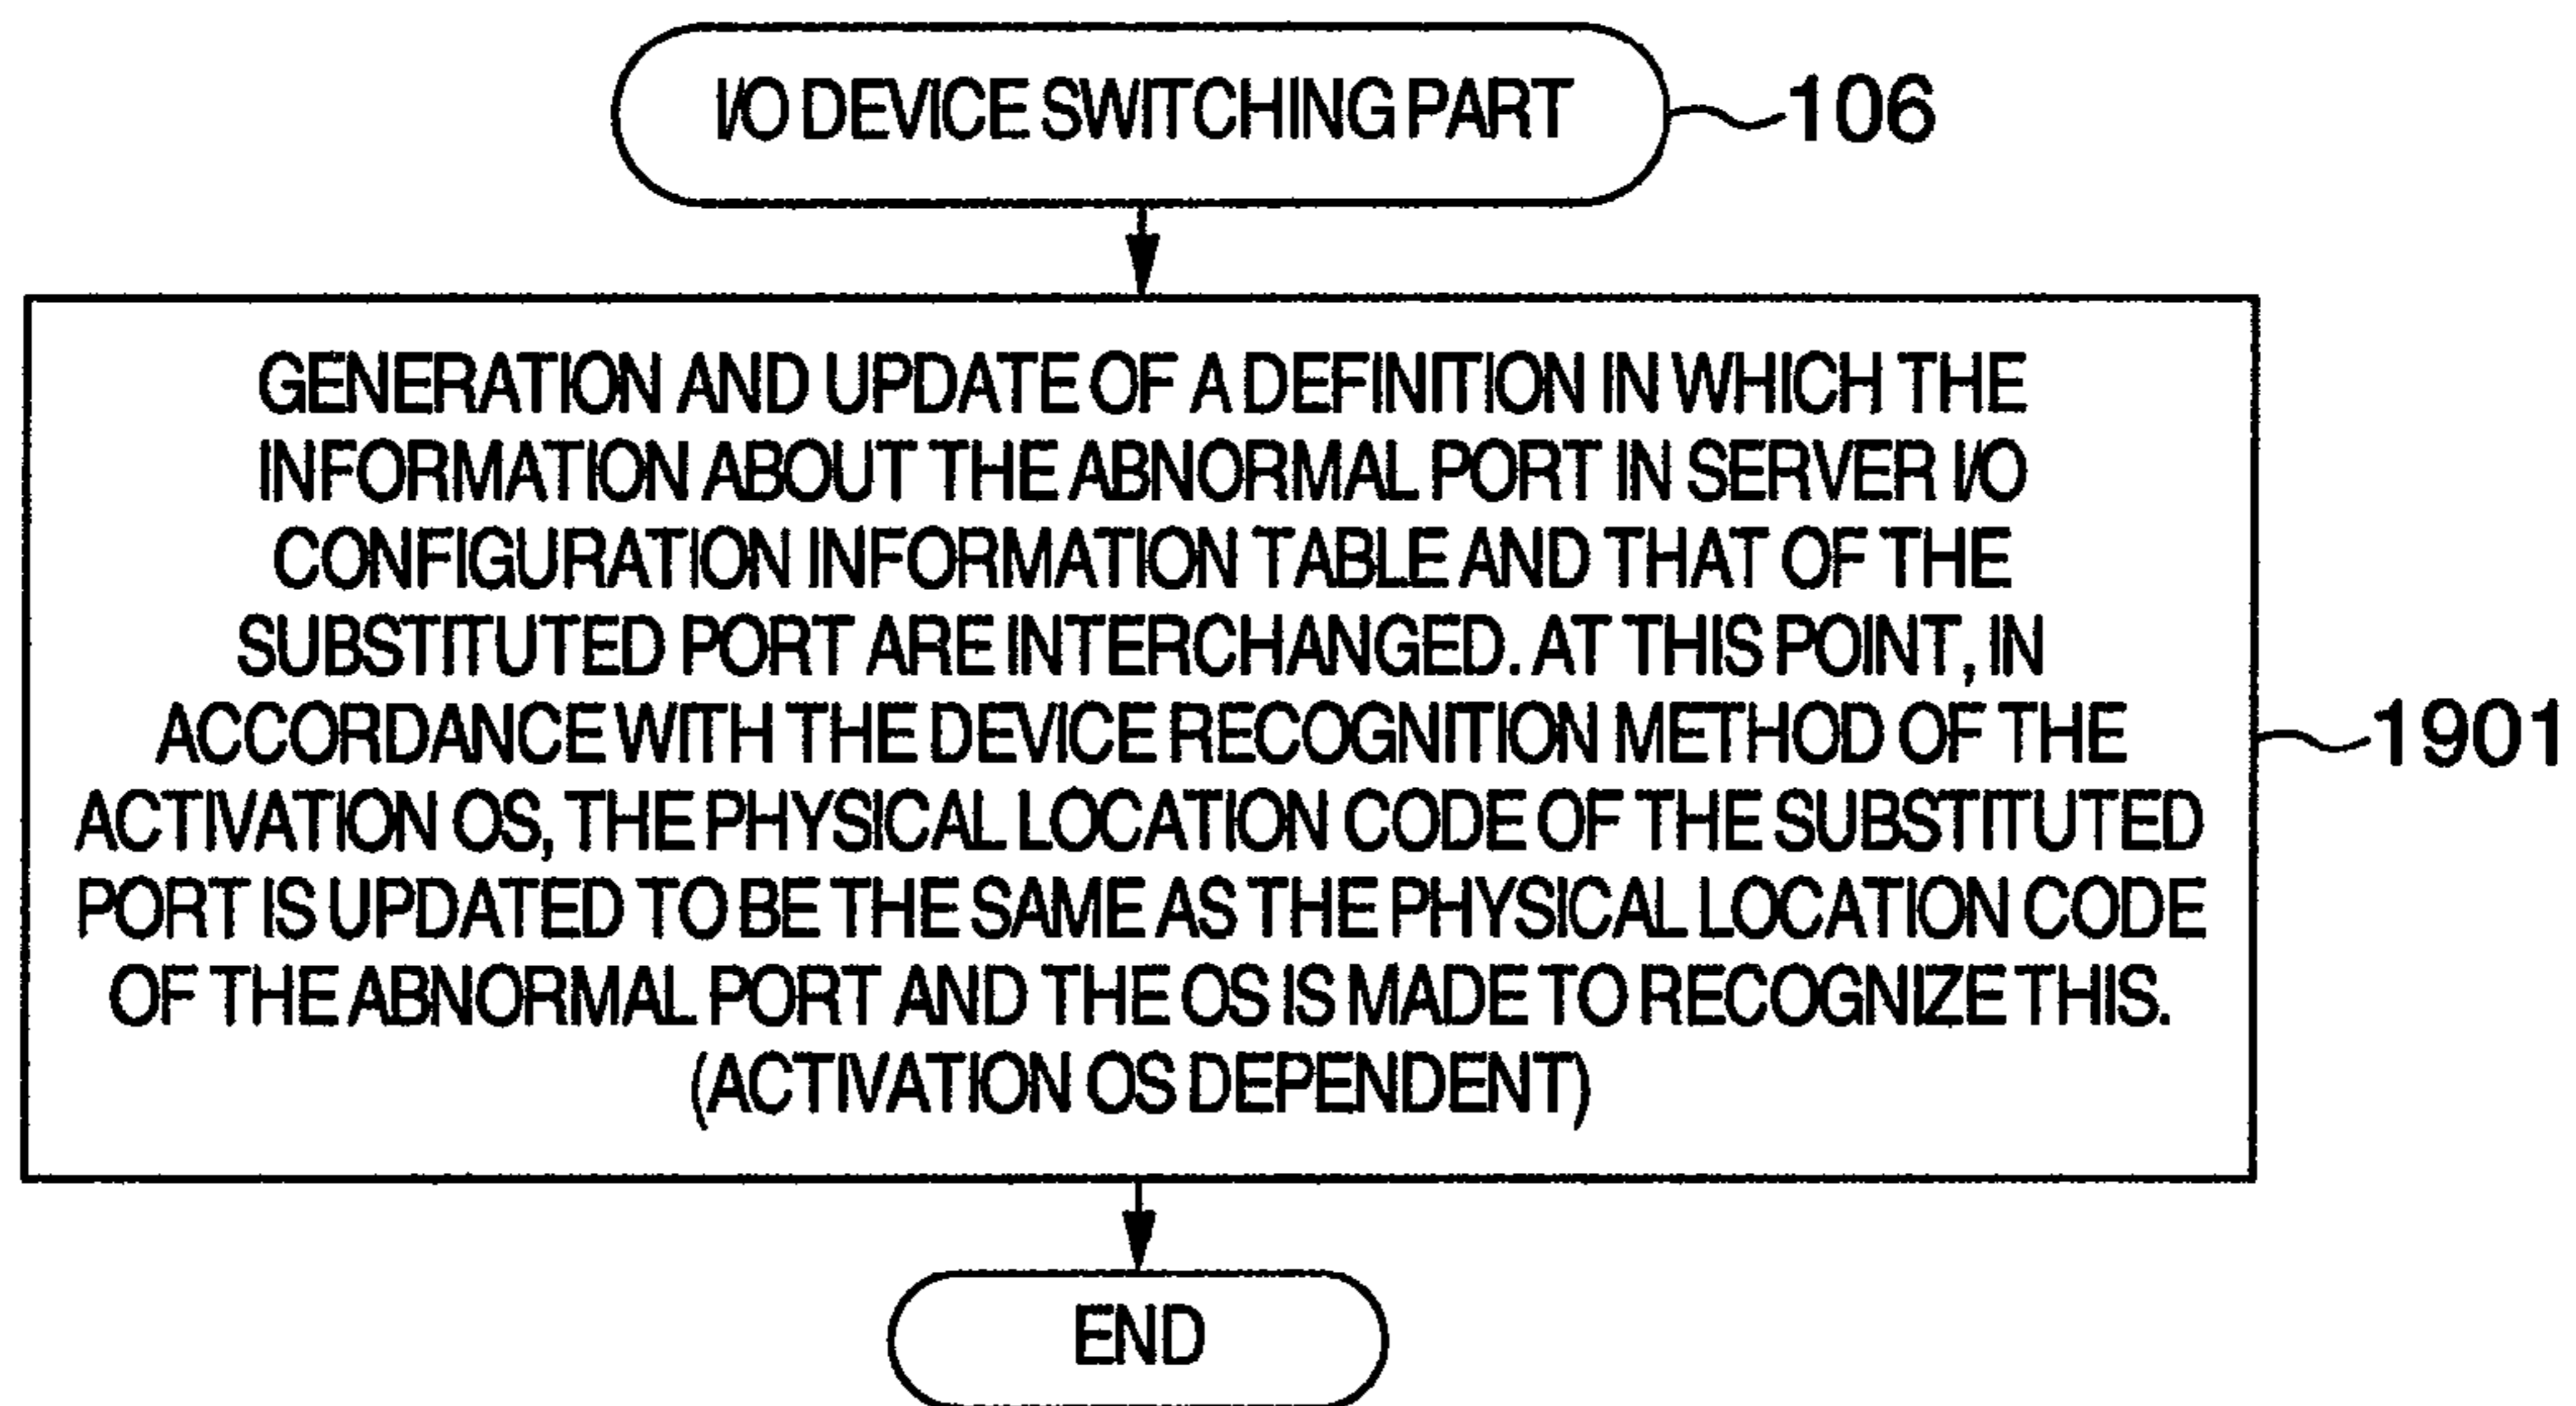 I/O DEVICE SWITCHING PART
106
GENERATION AND UPDATE OF A DEFINITION IN WHICH THE
INFORMATION ABOUT THE ABNORMAL PORT IN SERVER I/O
CONFIGURATION INFORMATION TABLE AND THAT OF THE
SUBSTITUTED PORT ARE INTERCHANGED. AT THIS POINT, IN
ACCORDANCE WITH THE DEVICE RECOGNITION METHOD OF THE
ACTIVATION OS, THE PHYSICAL LOCATION CODE OF THE SUBSTITUTED
PORT IS UPDATED TO BE THE SAME AS THE PHYSICAL LOCATION CODE
OF THE ABNORMAL PORT AND THE OS IS MADE TO RECOGNIZE THIS.
(ACTIVATION OS DEPENDENT)
1901
END